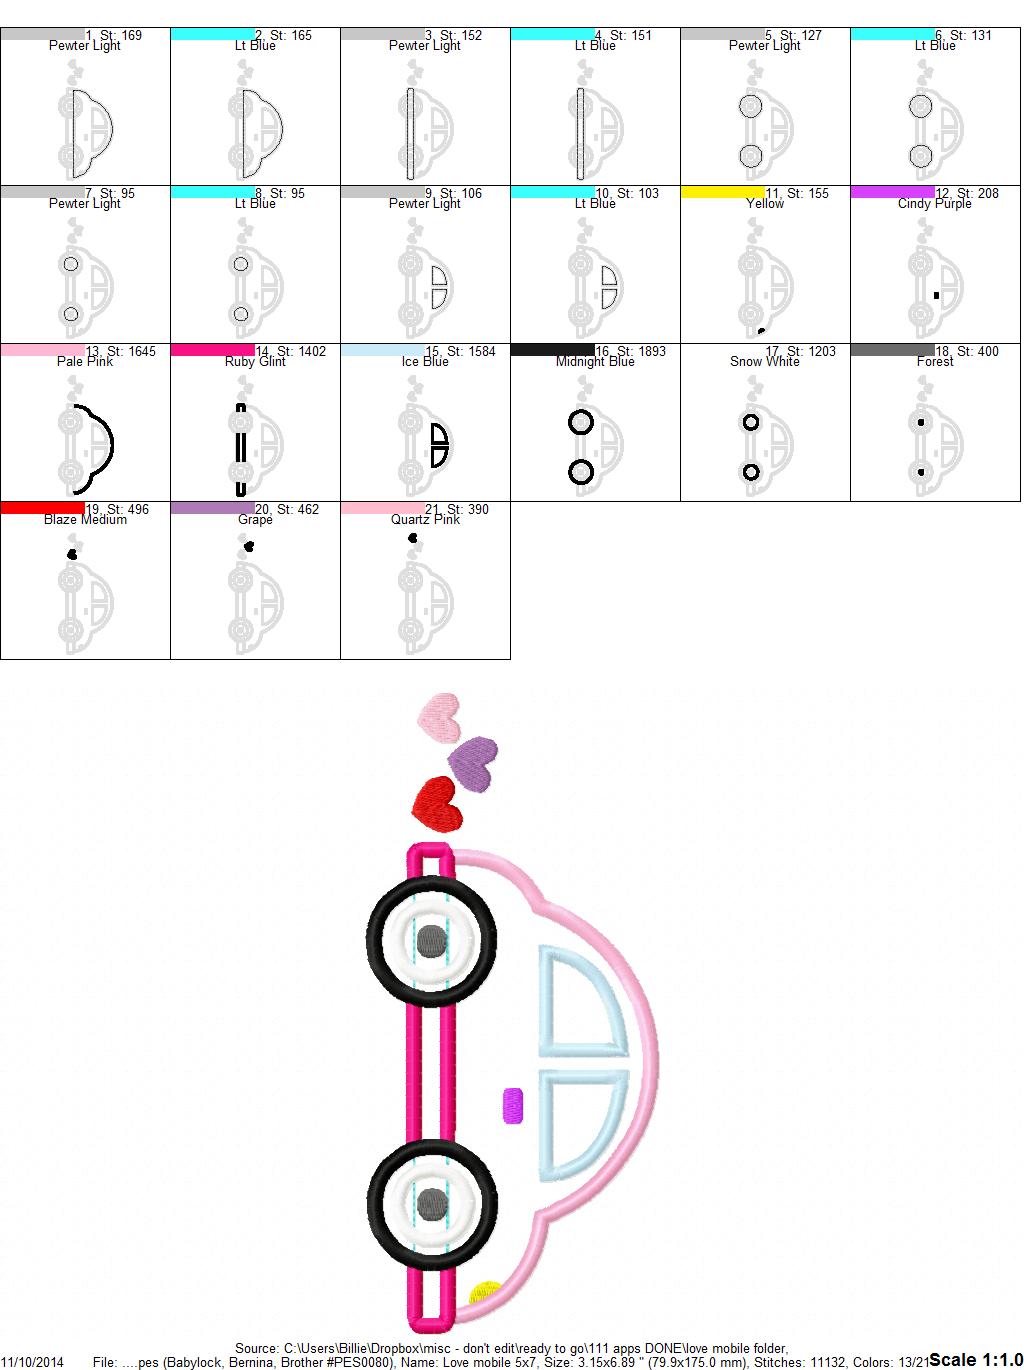 1, St: 169
Pewter Light
2, St: 165
Lt Blue
3, St: 152
Pewter Light
4, St: 151
Lt Blue
5, St: 127
Pewter Light
6, St: 131
Lt Blue
7, St: 95
Pewter Light
8, St: 95
Lt Blue
9, St: 106
Pewter Light
10, St: 103
Lt Blue
11, St: 155
Yellow
12, St: 208
Cindy Purple
13, St: 1645
Pale Pink
14, St: 1402
Ruby Glint
15, St: 1584
Ice Blue
16, St: 1893
Midnight Blue
17, St: 1203
Snow White
18, St: 400
Forest
19, St: 496
Blaze Medium
20, St: 462
Grape
21, St: 390
Quartz Pink
Source: C:\Users\Billie\Dropbox\misc - don't edit\ready to go\111 apps DONE\love mobile folder,
11/10/2014 File: ....pes (Babylock, Bernina, Brother #PES0080), Name: Love mobile 5x7, Size: 3.15x6.89 " (79.9x175.0 mm), Stitches: 11132, Colors: 13/21 Scale 1:1.0